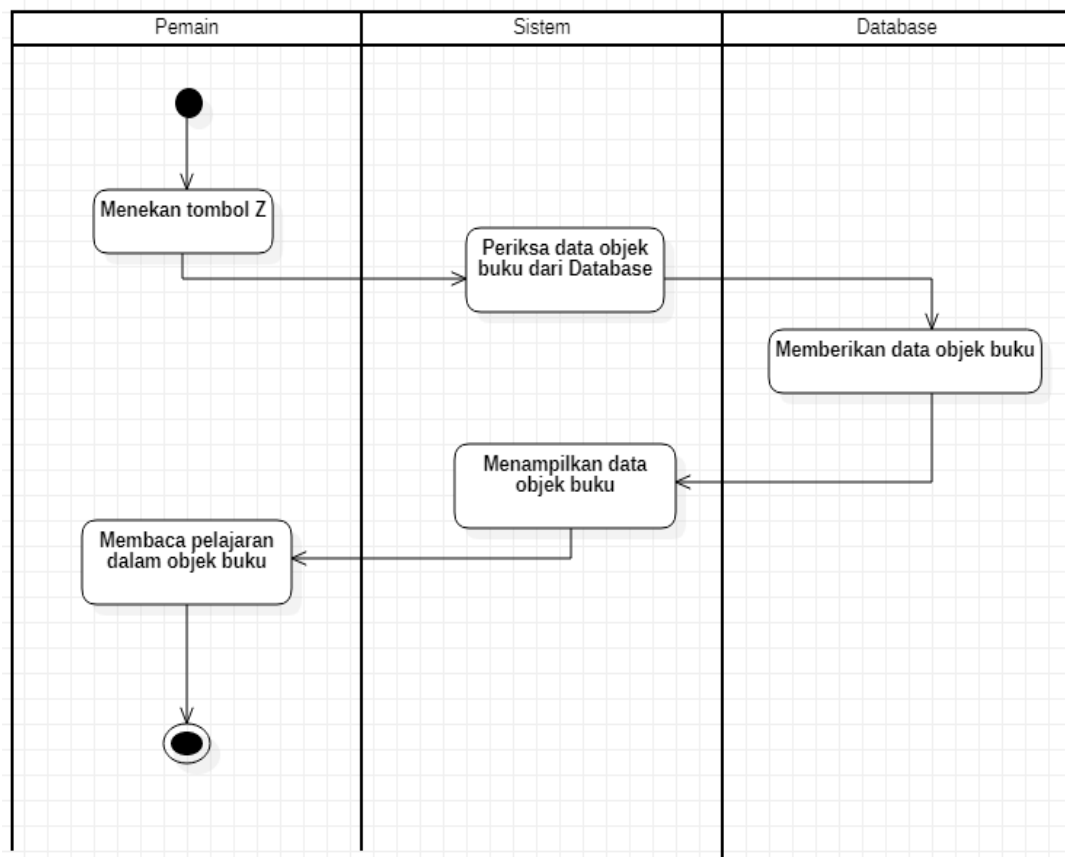 Pemain
Sistem
Database
Menekan tombol Z
Periksa data objek
buku dari Database
Memberikan data objek buku
Menampilkan data
objek buku
Membaca pelajaran
dalam objek buku